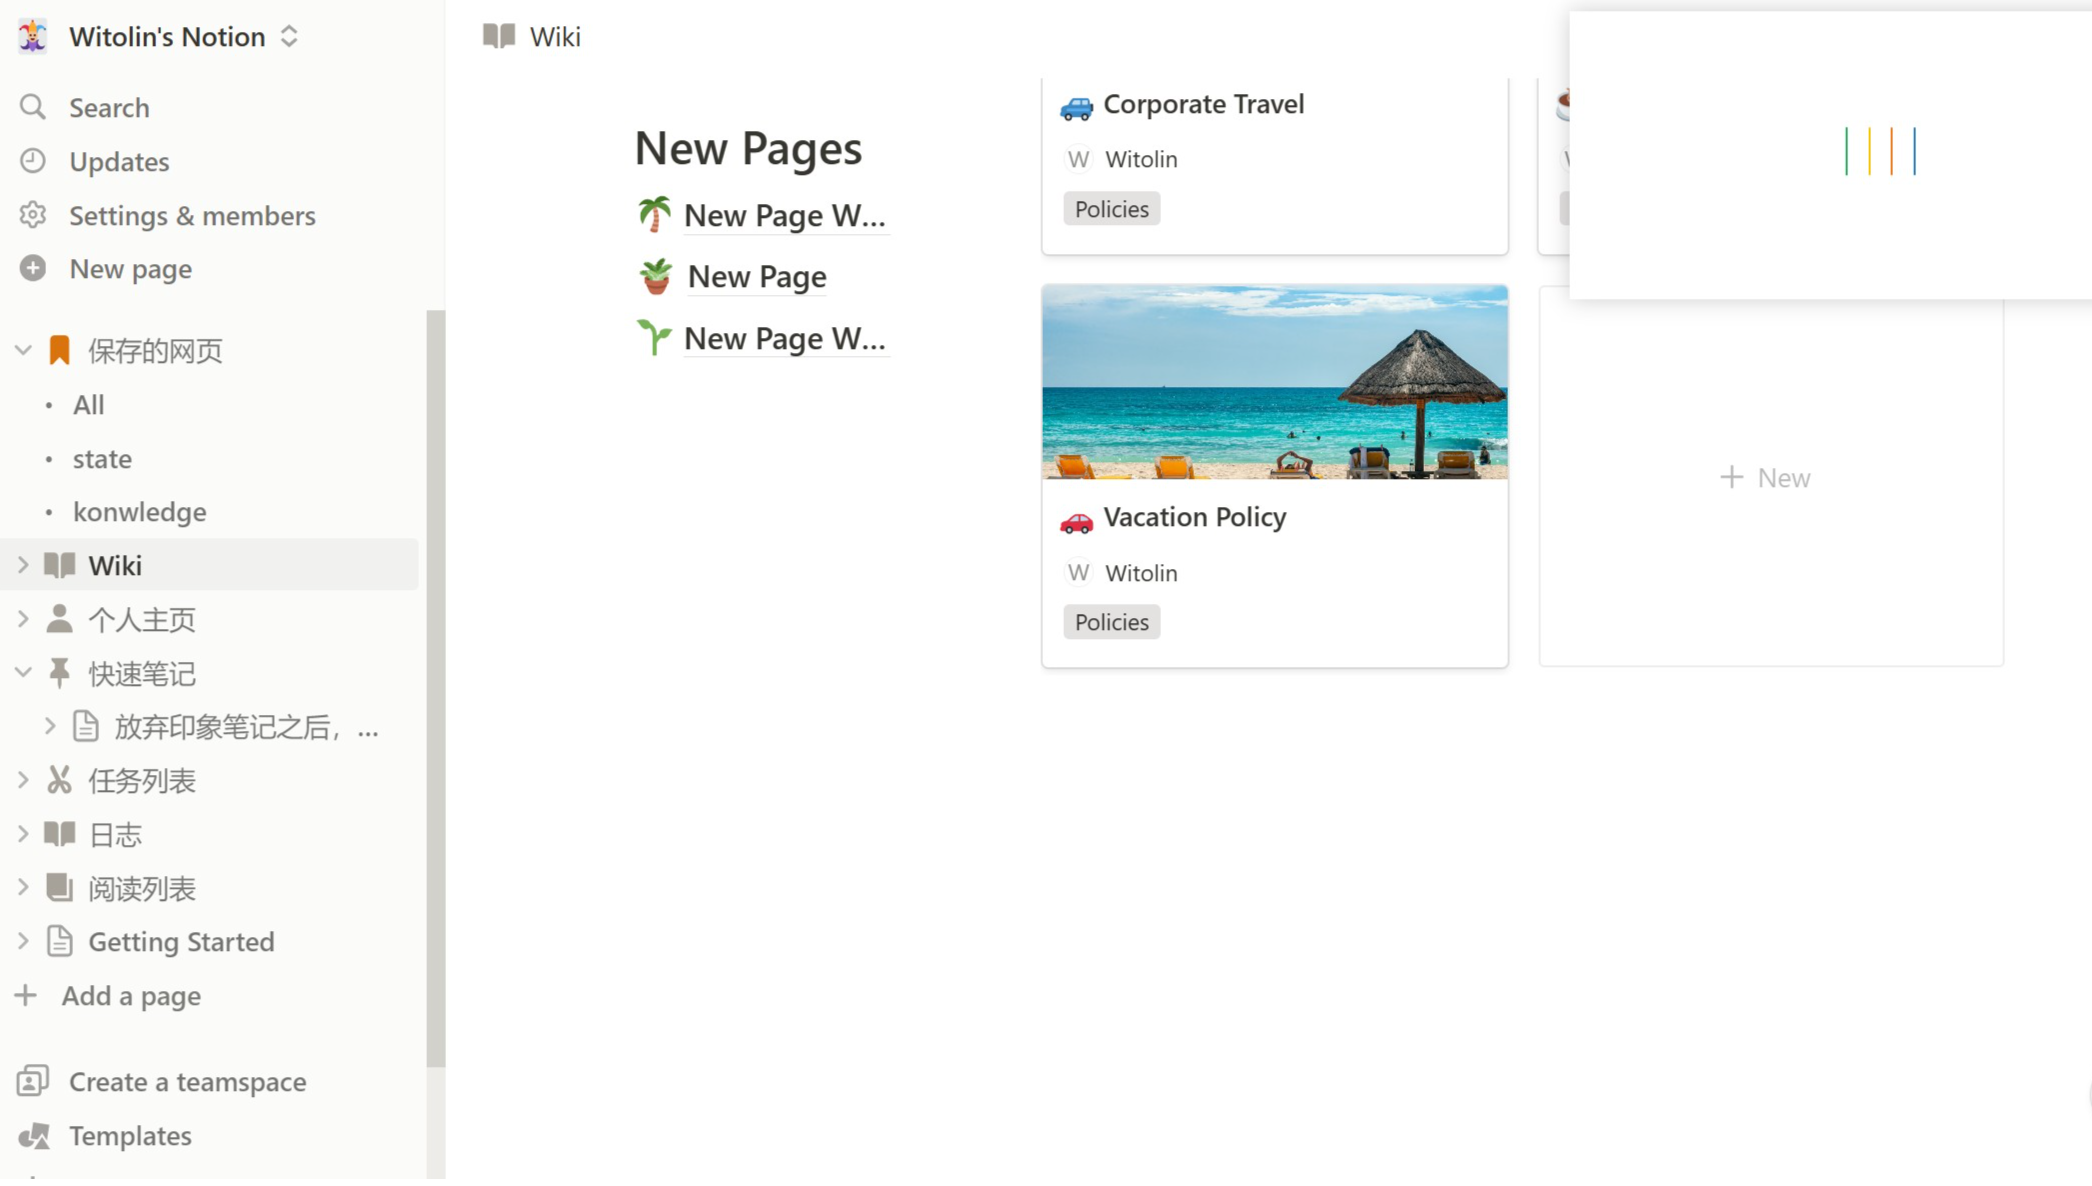 Witolin's Notion
Search
Updates
Settings & members
New page
保存的网页
All
state
konwledge
Wiki
个人主页
快速笔记
放弃印象笔记之后，...
任务列表
日志
阅读列表
Getting Started
Add a page
Create a teamspace
Templates
Wiki
New Pages
New Page W...
New Page
New Page W...
Corporate Travel
W Witolin
Policies
Vacation Policy
W Witolin
Policies
New